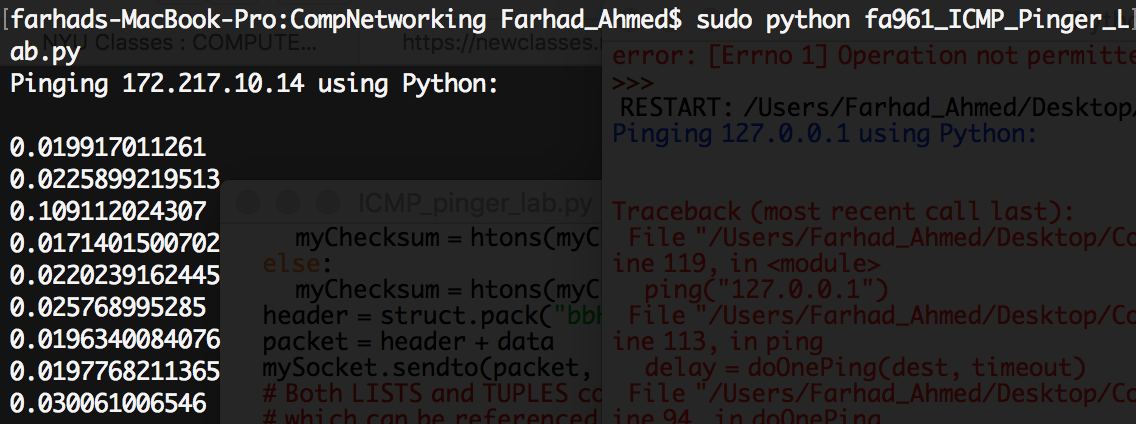 [farhads-MacBook-Pro:CompNetworking Farhad_Ahmed$ sudo python fa961_ICMP_Pinger_L]
ab.py
Pinging 172.217.10.14 using Python:
0.019917011261
0.0225899219513
0.109112024307
0.0171401500702
0.0220239162445
0.025768995285
0.0196340084076
0.0197768211365
0.030061006546
NYU Classes : COMPUTE...
https://newclasses.
ICMP_pinger_lab.py
myChecksum = htons(myC
else:
myChecksum = htons(myC
header = struct.pack("bbH
packet = header + data
mySocket.sendto(packet,
# Both LISTS and TUPLES co
# which can be referenced
error: [Errno 1] Operation not permitte
>>>
RESTART: /Users/Farhad_Ahmed/Desktop/
Pinging 127.0.0.1 using Python:
Traceback (most recent call last):
File "/Users/Farhad_Ahmed/Desktop/Co
ine 119, in <module>
ping("127.0.0.1")
File "/Users/Farhad_Ahmed/Desktop/Co
ine 113, in ping
delay = doOnePing(dest, timeout)
File "/Users/Farhad_Ahmed/Desktop/Co
ine 94, in doOnePing